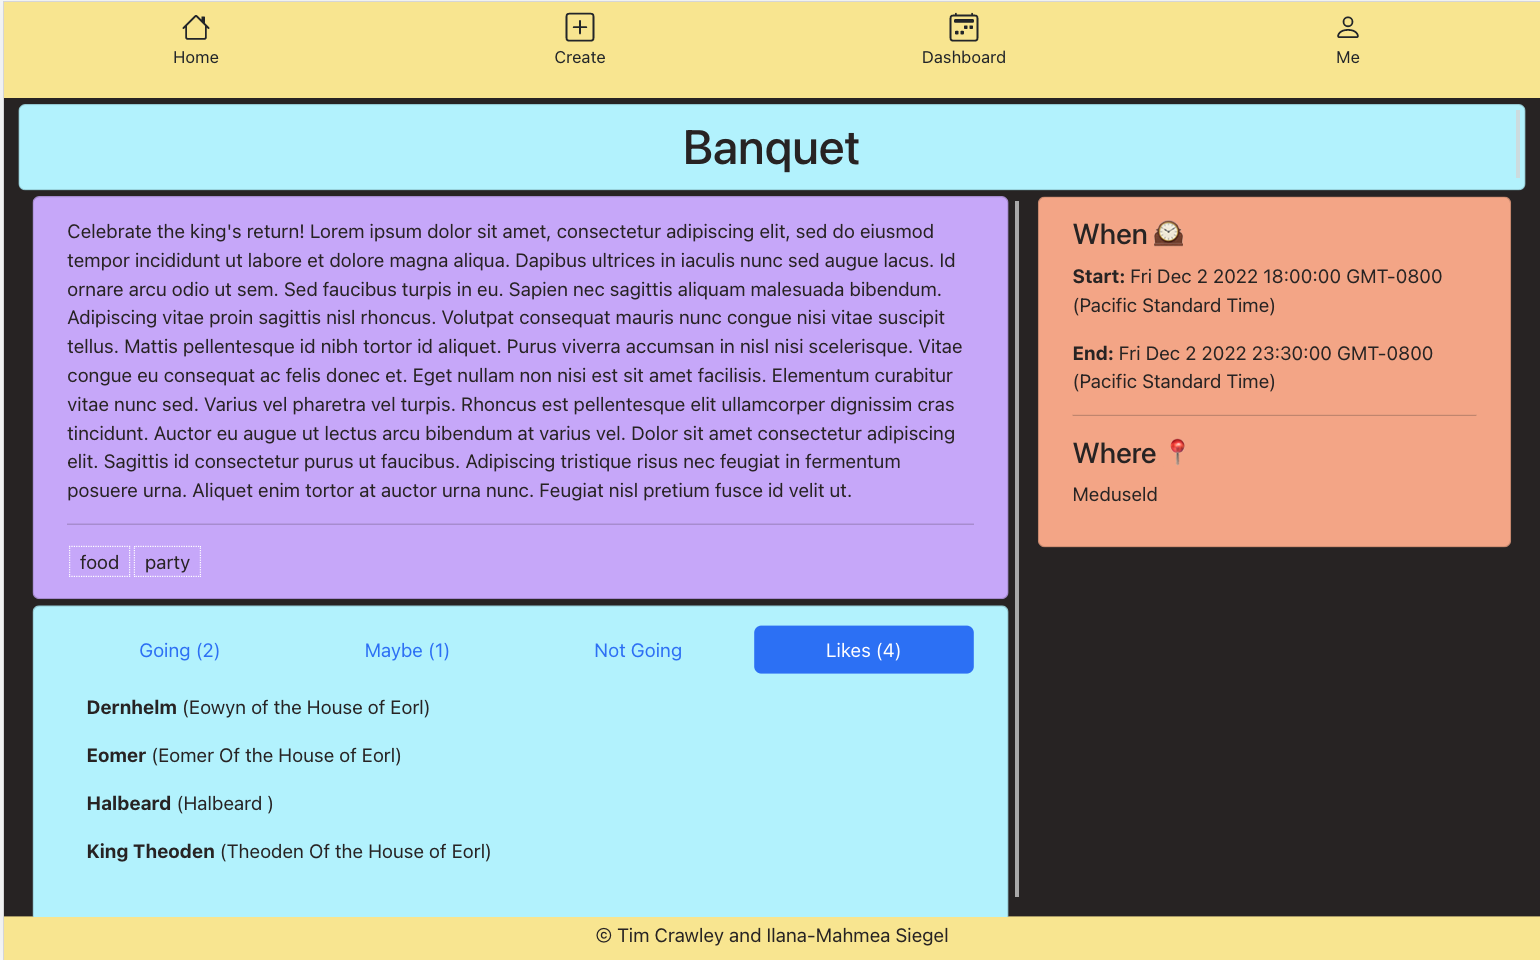 Home
Create
Dashboard
Me
Banquet
Celebrate the king's return! Lorem ipsum dolor sit amet, consectetur adipiscing elit, sed do eiusmod
tempor incididunt ut labore et dolore magna aliqua. Dapibus ultrices in iaculis nunc sed augue lacus. Id
ornare arcu odio ut sem. Sed faucibus turpis in eu. Sapien nec sagittis aliquam malesuada bibendum.
Adipiscing vitae proin sagittis nisl rhoncus. Volutpat consequat mauris nunc congue nisi vitae suscipit
tellus. Mattis pellentesque id nibh tortor id aliquet. Purus viverra accumsan in nisl nisi scelerisque. Vitae
congue eu consequat ac felis donec et. Eget nullam non nisi est sit amet facilisis. Elementum curabitur
vitae nunc sed. Varius vel pharetra vel turpis. Rhoncus est pellentesque elit ullamcorper dignissim cras
tincidunt. Auctor eu augue ut lectus arcu bibendum at varius vel. Dolor sit amet consectetur adipiscing
elit. Sagittis id consectetur purus ut faucibus. Adipiscing tristique risus nec feugiat in fermentum
posuere urna. Aliquet enim tortor at auctor urna nunc. Feugiat nisl pretium fusce id velit ut.
food
party
When
Start: Fri Dec 2 2022 18:00:00 GMT-0800
(Pacific Standard Time)
End: Fri Dec 2 2022 23:30:00 GMT-0800
(Pacific Standard Time)
Where
Meduseld
Going (2)
Maybe (1)
Not Going
Likes (4)
Dernhelm (Eowyn of the House of Eorl)
Eomer (Eomer Of the House of Eorl)
Halbeard (Halbeard )
King Theoden (Theoden Of the House of Eorl)
© Tim Crawley and Ilana-Mahmea Siegel